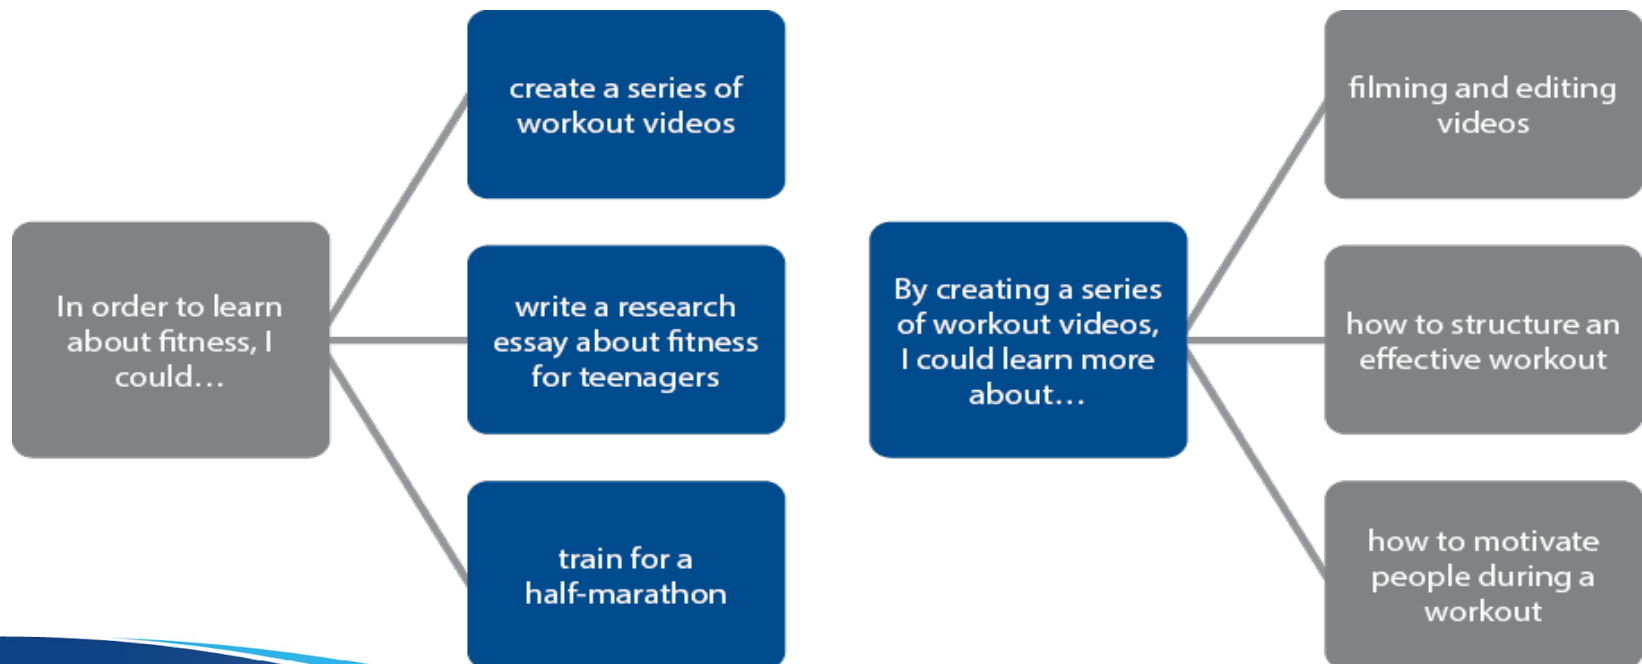 In order to learn
about fitness, I
could…
create a series of
workout videos
write a research
essay about fitness
for teenagers
train for a
half-marathon
By creating a series
of workout videos,
I could learn more
about…
filming and editing
videos
how to structure an
effective workout
how to motivate
people during a
workout